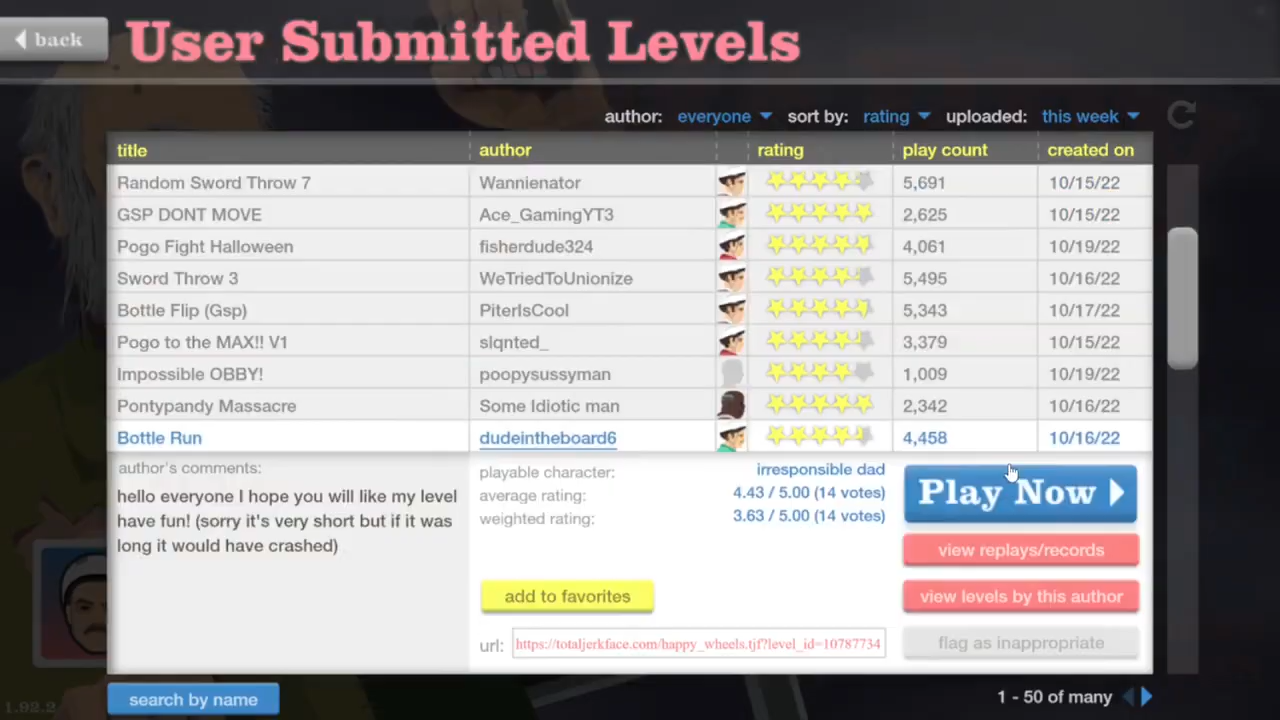 back
User Submitted Levels
author: everyone sort by: rating uploaded: this week
title author rating play count created on
Random Sword Throw 7 Wannienator 5,691 10/15/22
GSP DONT MOVE Ace_GamingYT3 2,625 10/15/22
Pogo Fight Halloween fisherdude324 4,061 10/19/22
Sword Throw 3 WeTriedToUnionize 5,495 10/16/22
Bottle Flip (Gsp) PiterIsCool 5,343 10/17/22
Pogo to the MAX!! V1 slqnted_ 3,379 10/15/22
Impossible OBBY! poopysussyman 1,009 10/19/22
Pontypandy Massacre Some Idiotic man 2,342 10/16/22
Bottle Run dudeintheboard6 4,458 10/16/22
author's comments:
hello everyone I hope you will like my level
have fun! (sorry it's very short but if it was
long it would have crashed)
playable character: irresponsible dad
average rating: 4.43 / 5.00 (14 votes)
weighted rating: 3.63 / 5.00 (14 votes)
add to favorites
url: https://totaljerkface.com/happy_wheels.tjf?level_id=10787734
Play Now
view replays/records
view levels by this author
flag as inappropriate
1.92.2
search by name
1 - 50 of many